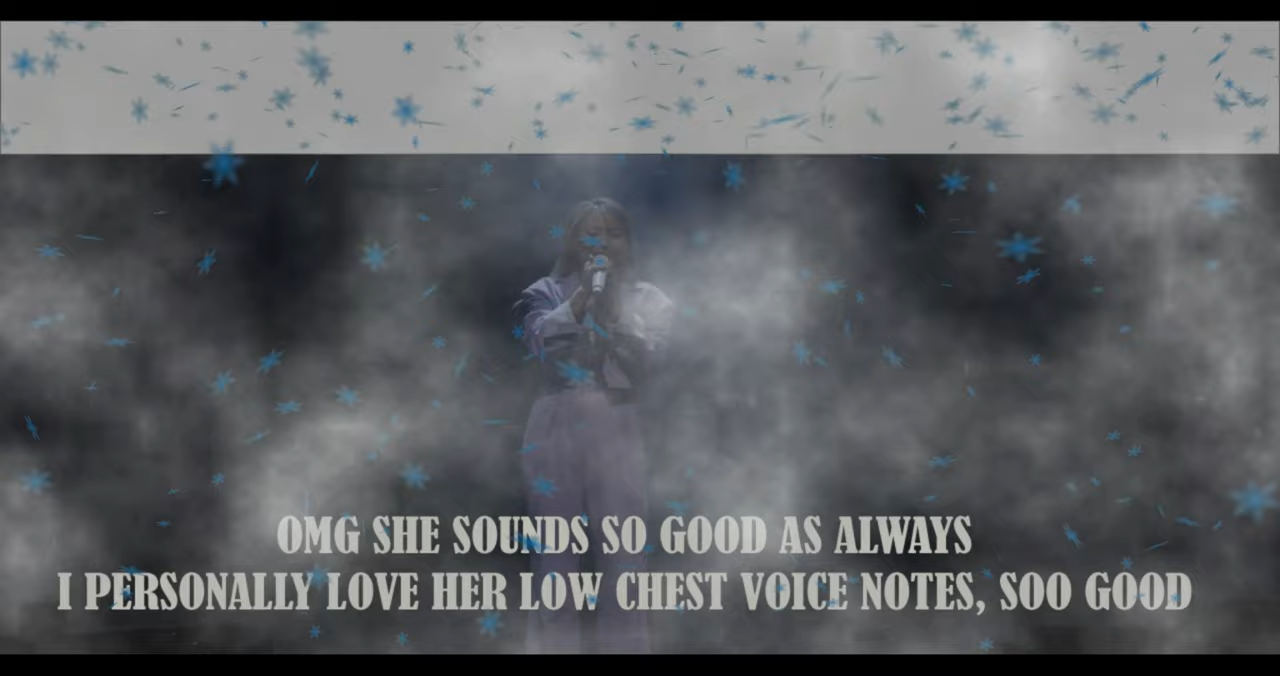 OMG SHE SOUNDS SO GOOD AS ALWAYS
I PERSONALLY LOVE HER LOW CHEST VOICE NOTES, SOO GOOD